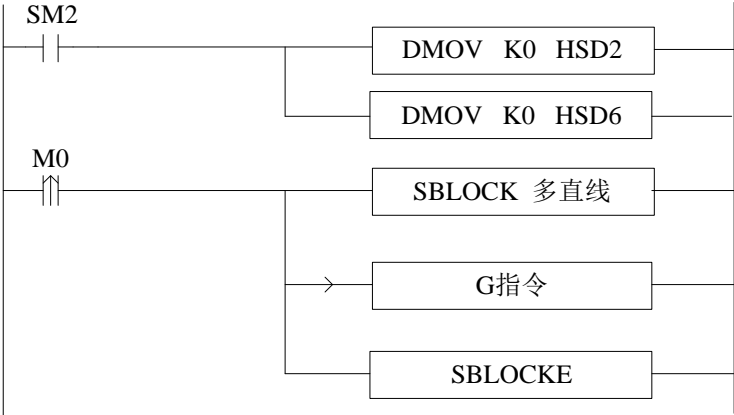 SM2
DMOV K0 HSD2
DMOV K0 HSD6
M0
SBLOCK 多直线
G指令
SBLOCKE